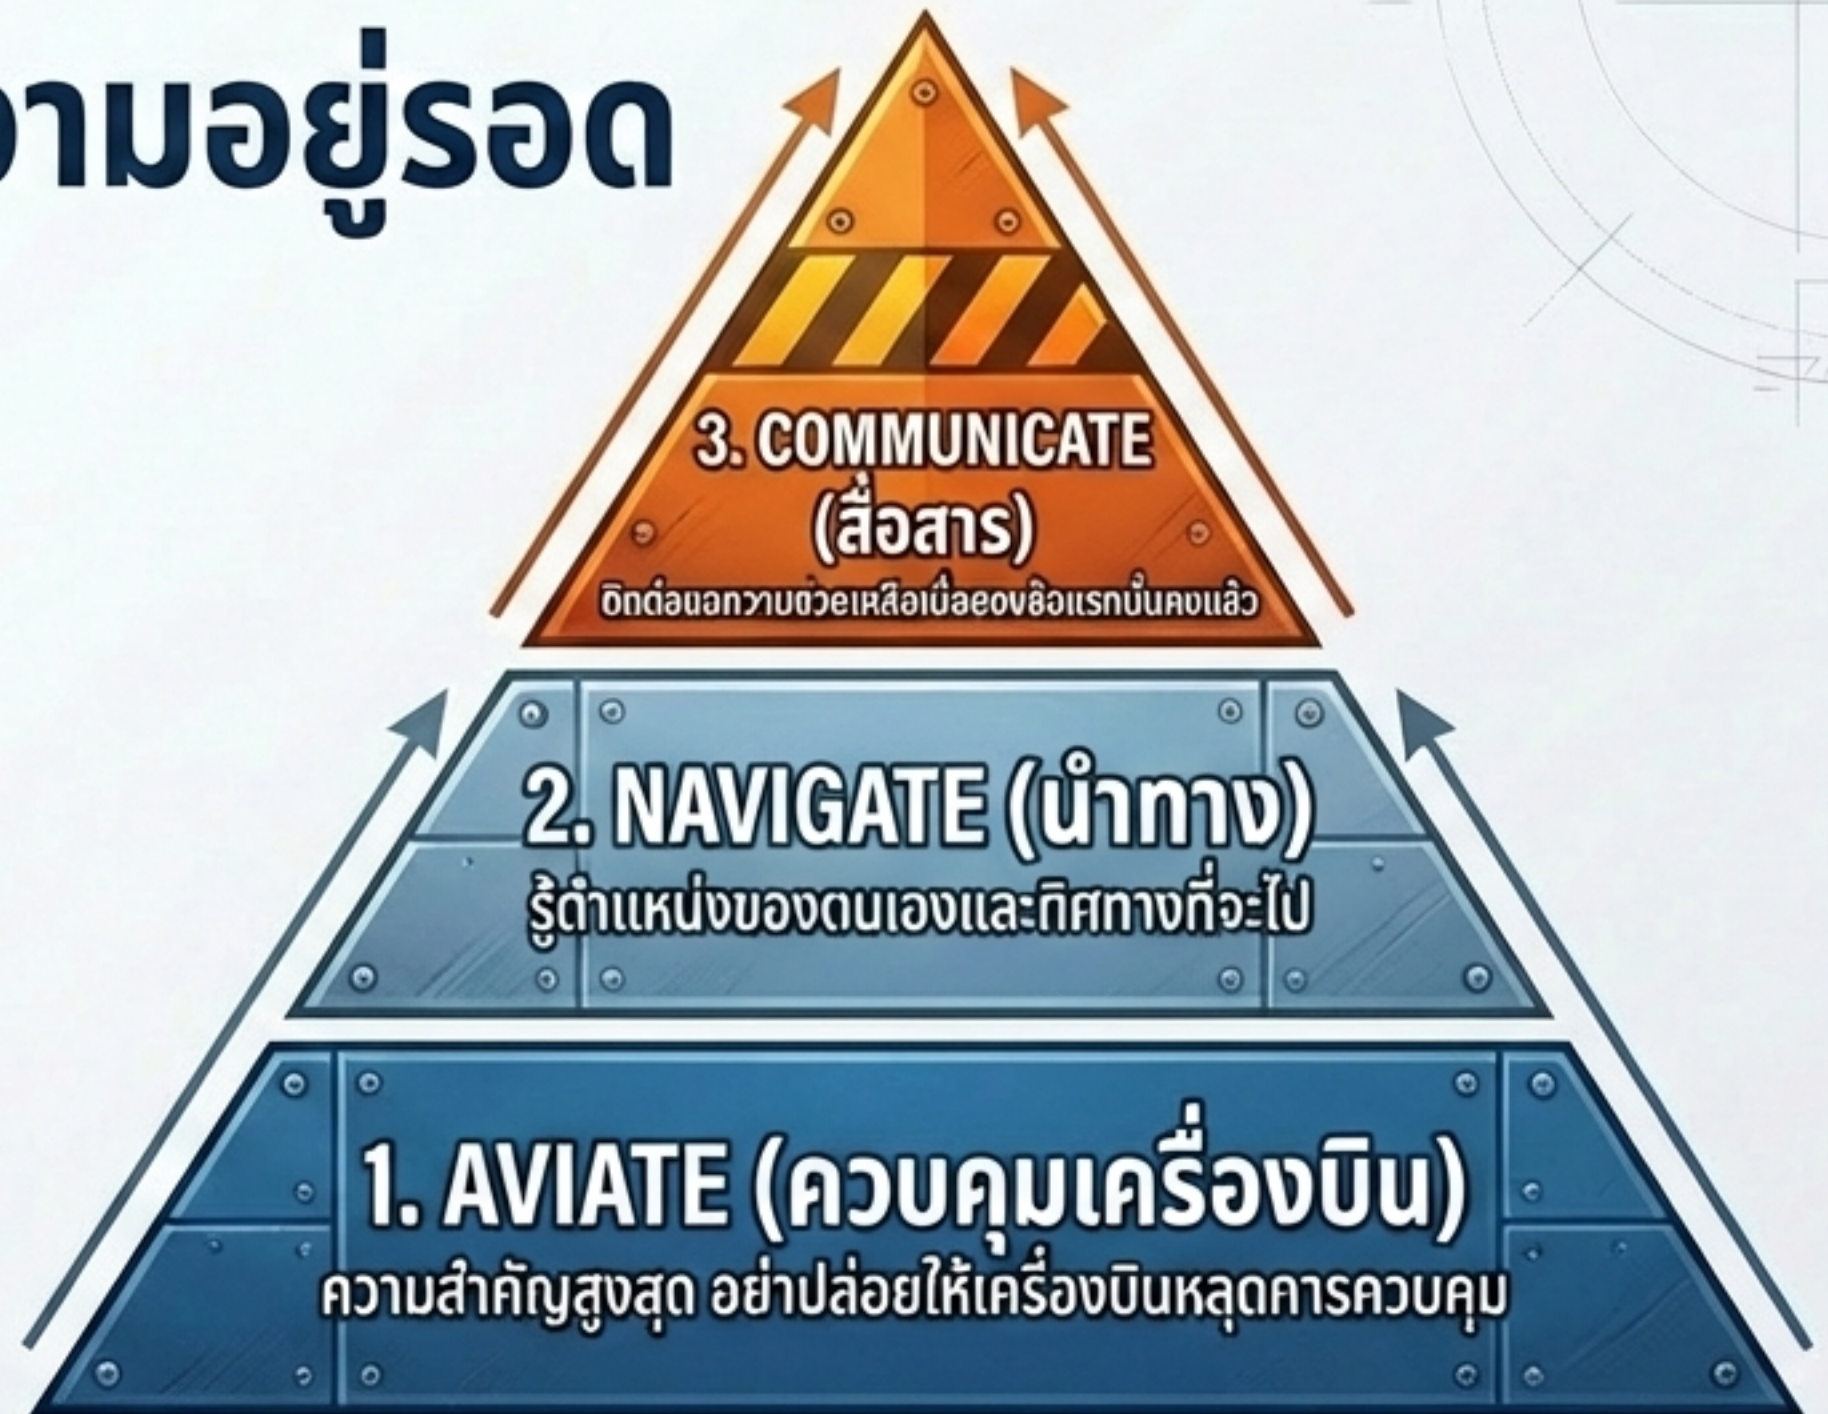 วามอยู่รอด
3. COMMUNICATE
(สื่อสาร)
2. NAVIGATE (นำทาง)
รู้ตำแหน่งของตนเองและทิศทางที่จะไป
1. AVIATE (ควบคุมเครื่องบิน)
ความสำคัญสูงสุด อย่าปล่อยให้เครื่องบินหลุดการควบคุม